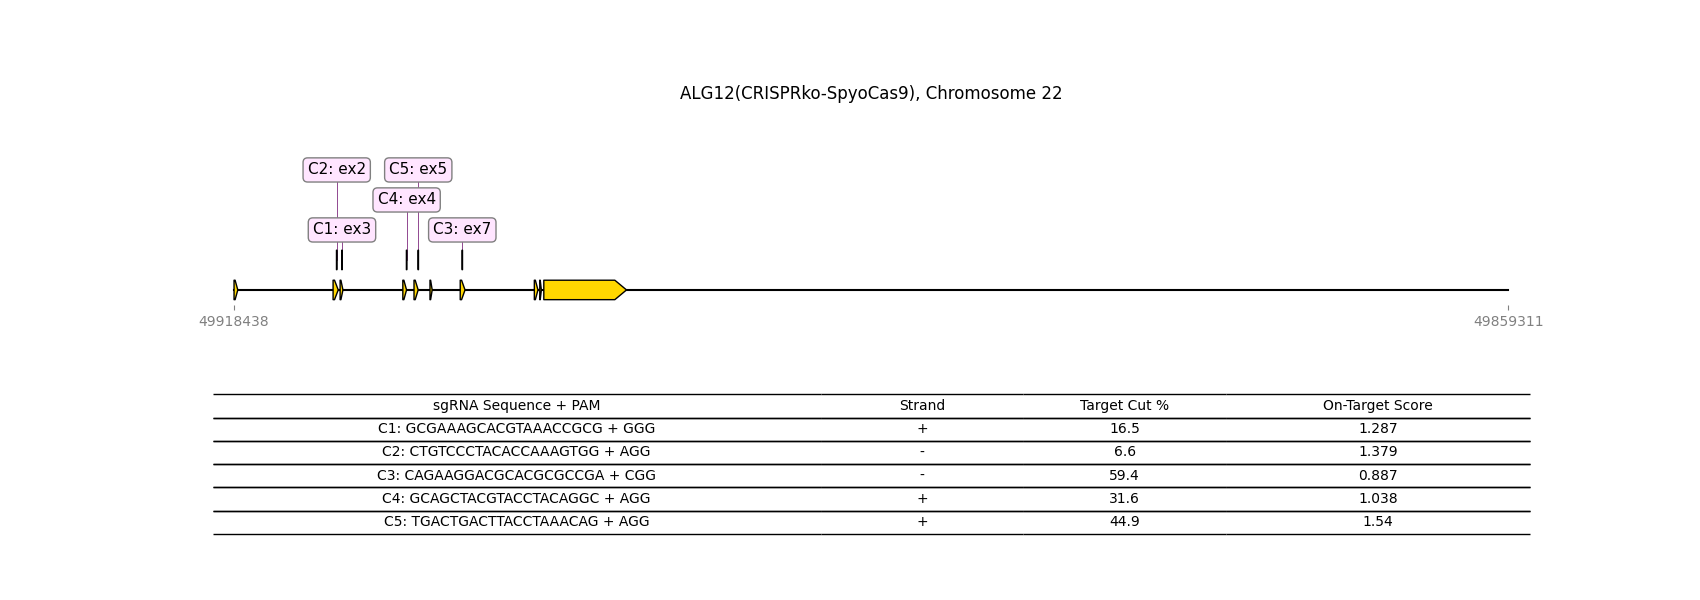 ALG12(CRISPRko-SpyoCas9), Chromosome 22
C2: ex2 C5: ex5
C4: ex4
C1: ex3 C3: ex7
49918438 49859311
sgRNA Sequence + PAM Strand Target Cut % On-Target Score
C1: GCGAAAGCACGTAAACCGCG + GGG + 16.5 1.287
C2: CTGTCCCTACACCAAAGTGG + AGG - 6.6 1.379
C3: CAGAAGGACGCACGCGCCGA + CGG - 59.4 0.887
C4: GCAGCTACGTACCTACAGGC + AGG + 31.6 1.038
C5: TGACTGACTTACCTAAACAG + AGG + 44.9 1.54